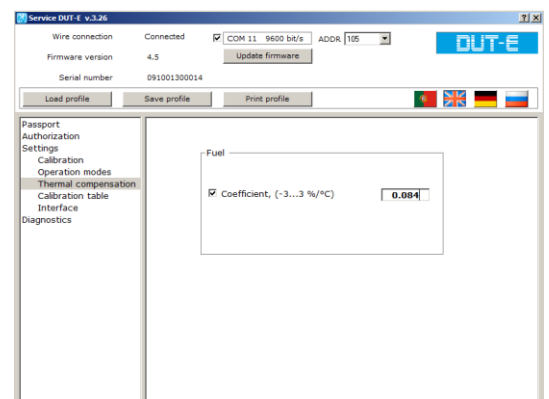 Service DUT-E v.3.26
Wire connection Connected COM 11 9600 bit/s ADDR 105
DUT-E
Firmware version 4.5 Update firmware
Serial number 091001300014
Load profile Save profile Print profile
Passport
Authorization
Settings
Calibration
Operation modes
Thermal compensation
Calibration table
Interface
Diagnostics
Fuel
Coefficient, (-3...3 %/ºC) 0.084